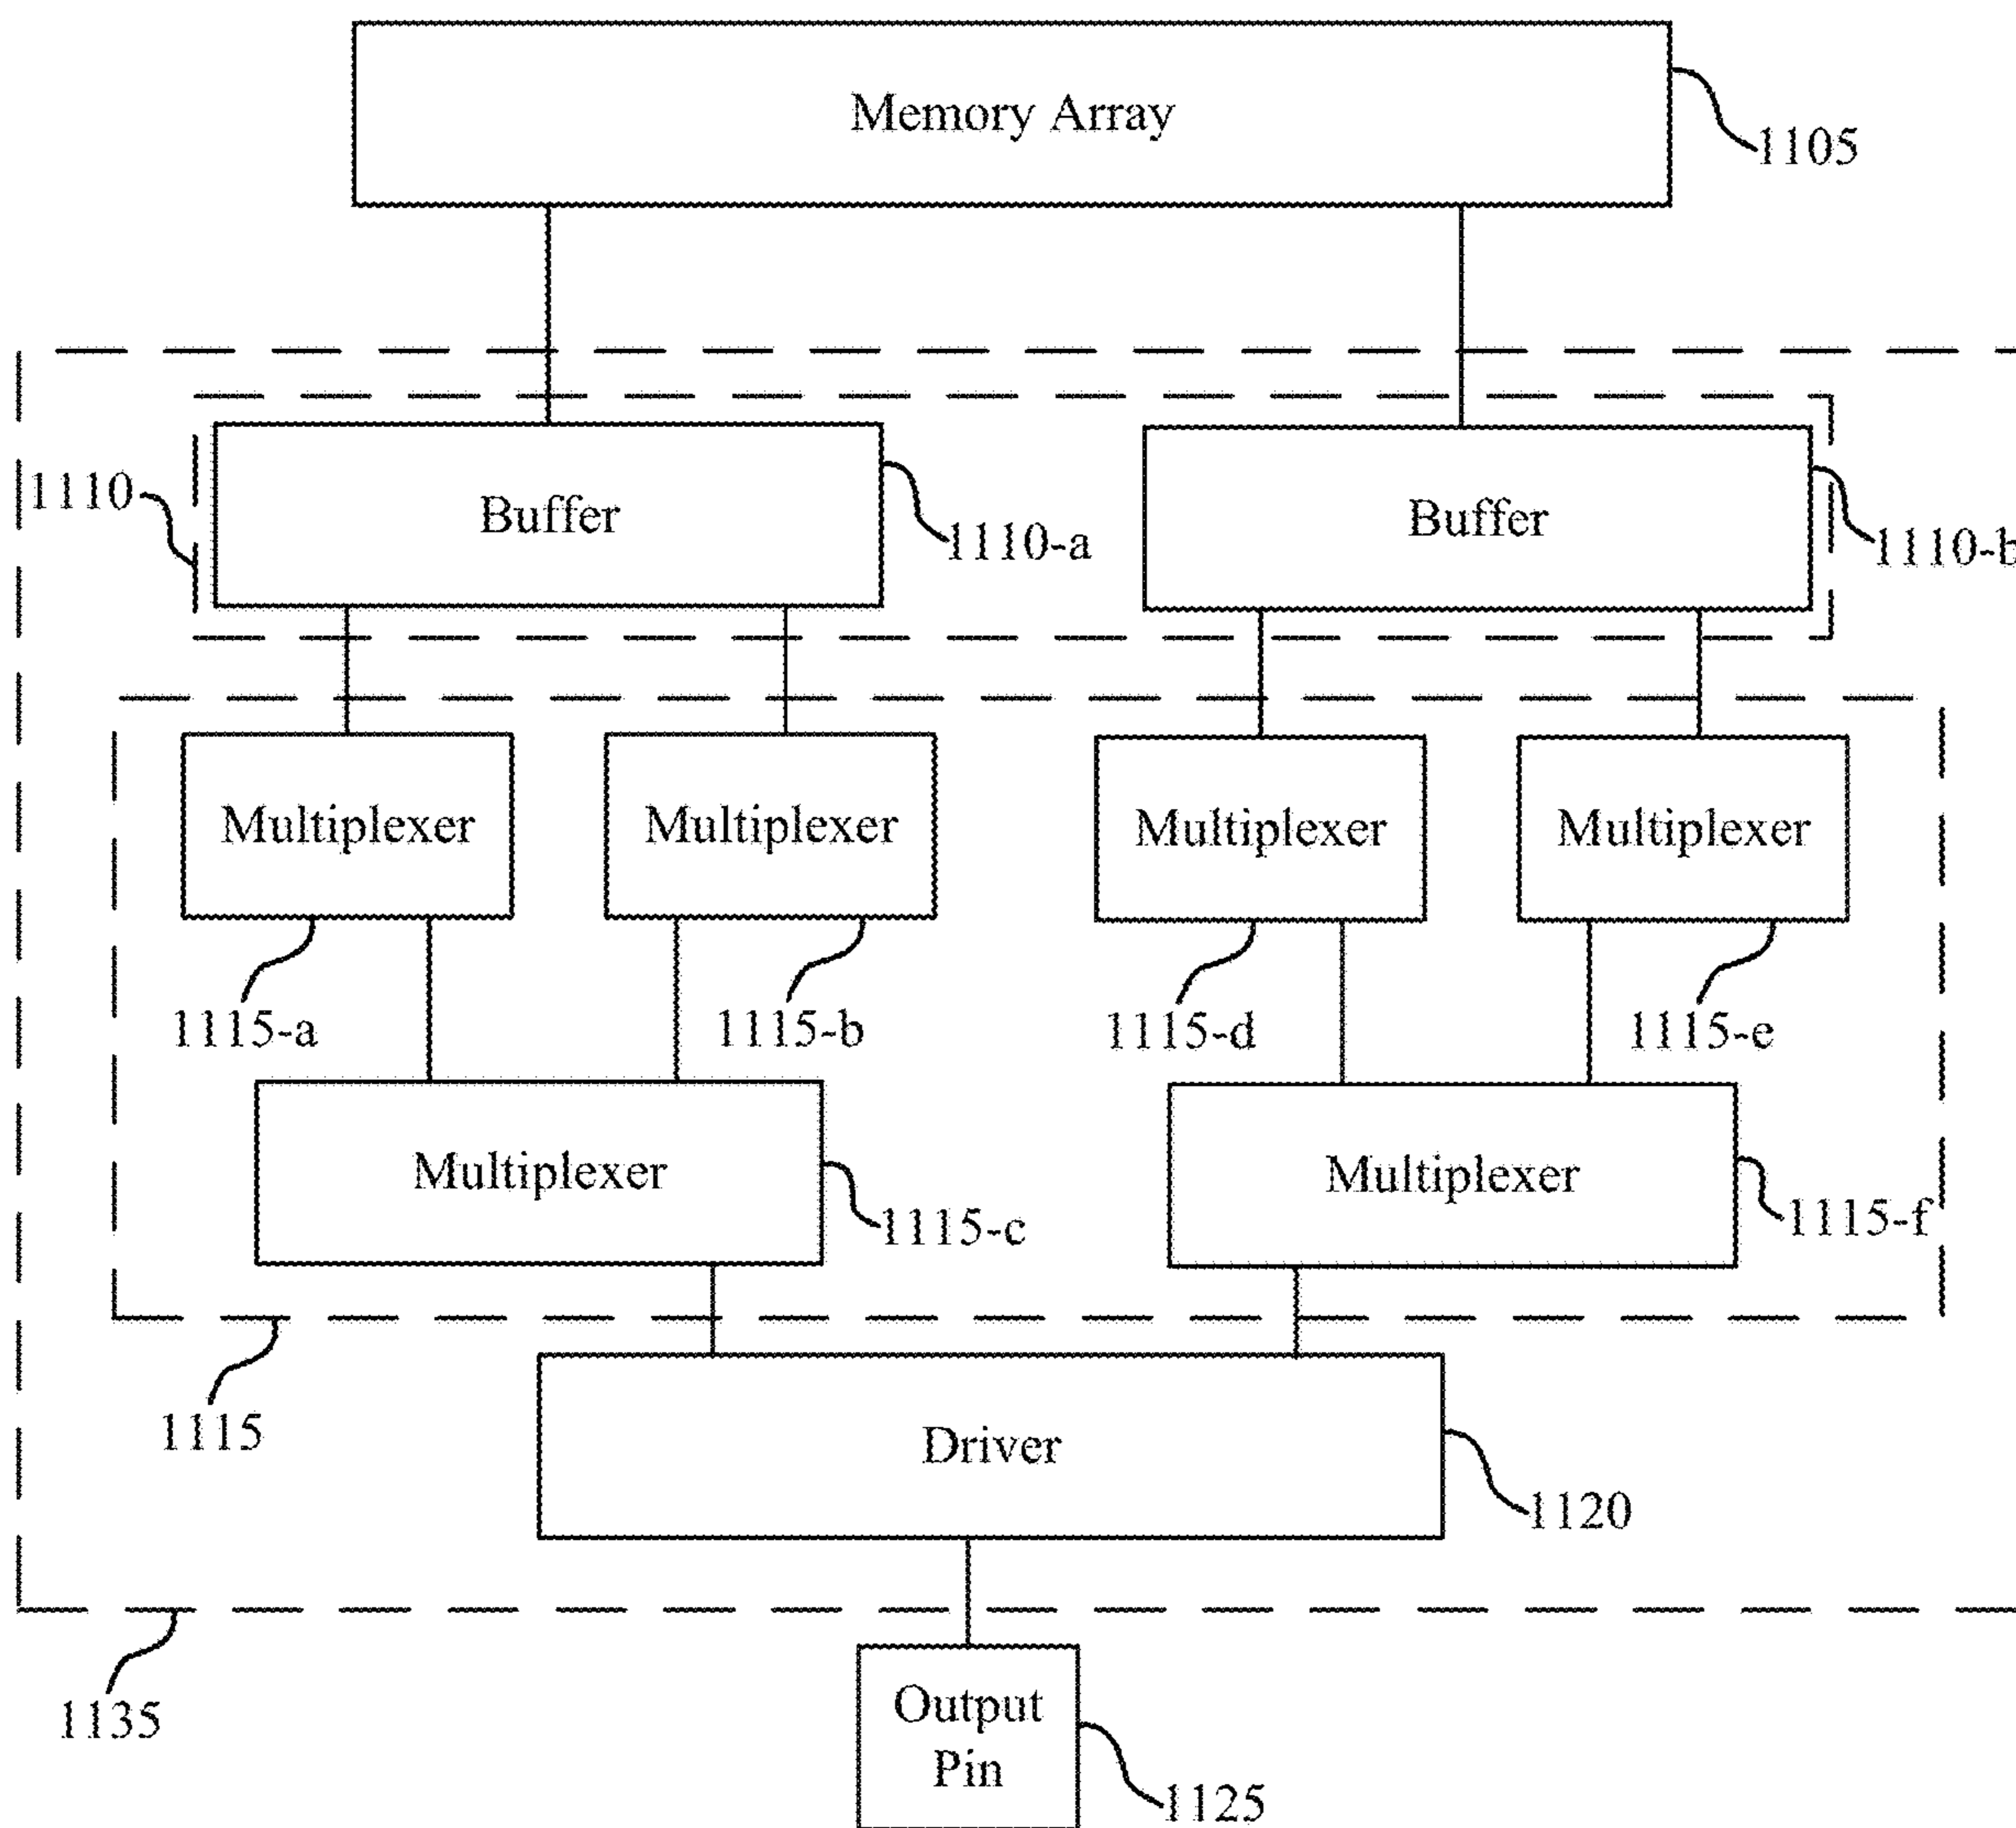 Memory Array
1105
1110
Buffer
1110-a
Buffer
1110-b
Multiplexer
Multiplexer
Multiplexer
Multiplexer
1115-a
1115-b
1115-d
1115-e
Multiplexer
1115-c
Multiplexer
1115-f
1115
Driver
1120
1135
Output
Pin
1125